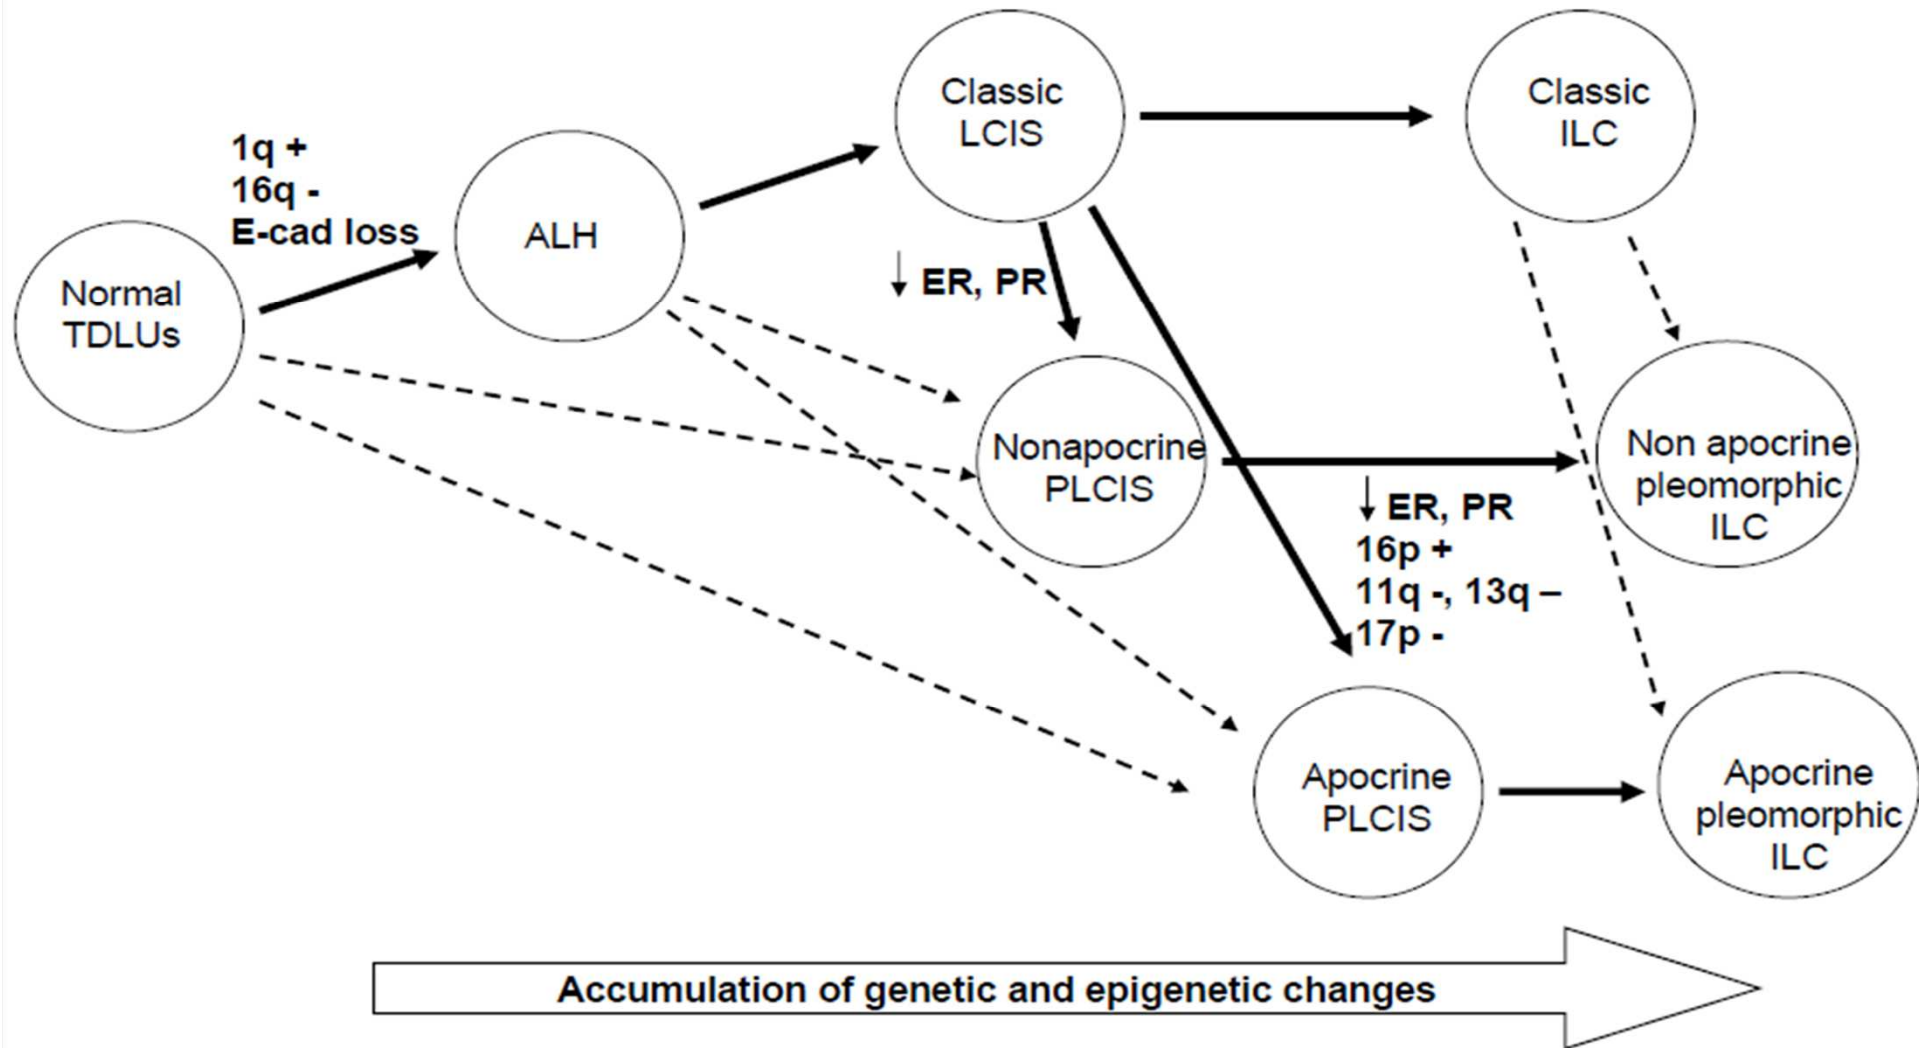 Classic
LCIS
Classic
ILC
1q +
16q -
E-cad loss
ALH
Normal
TDLUs
↓ ER, PR
Nonapocrine
PLCIS
Non apocrine
pleomorphic
ILC
↓ ER, PR
16p +
11q -, 13q –
17p -
Apocrine
PLCIS
Apocrine
pleomorphic
ILC
Accumulation of genetic and epigenetic changes